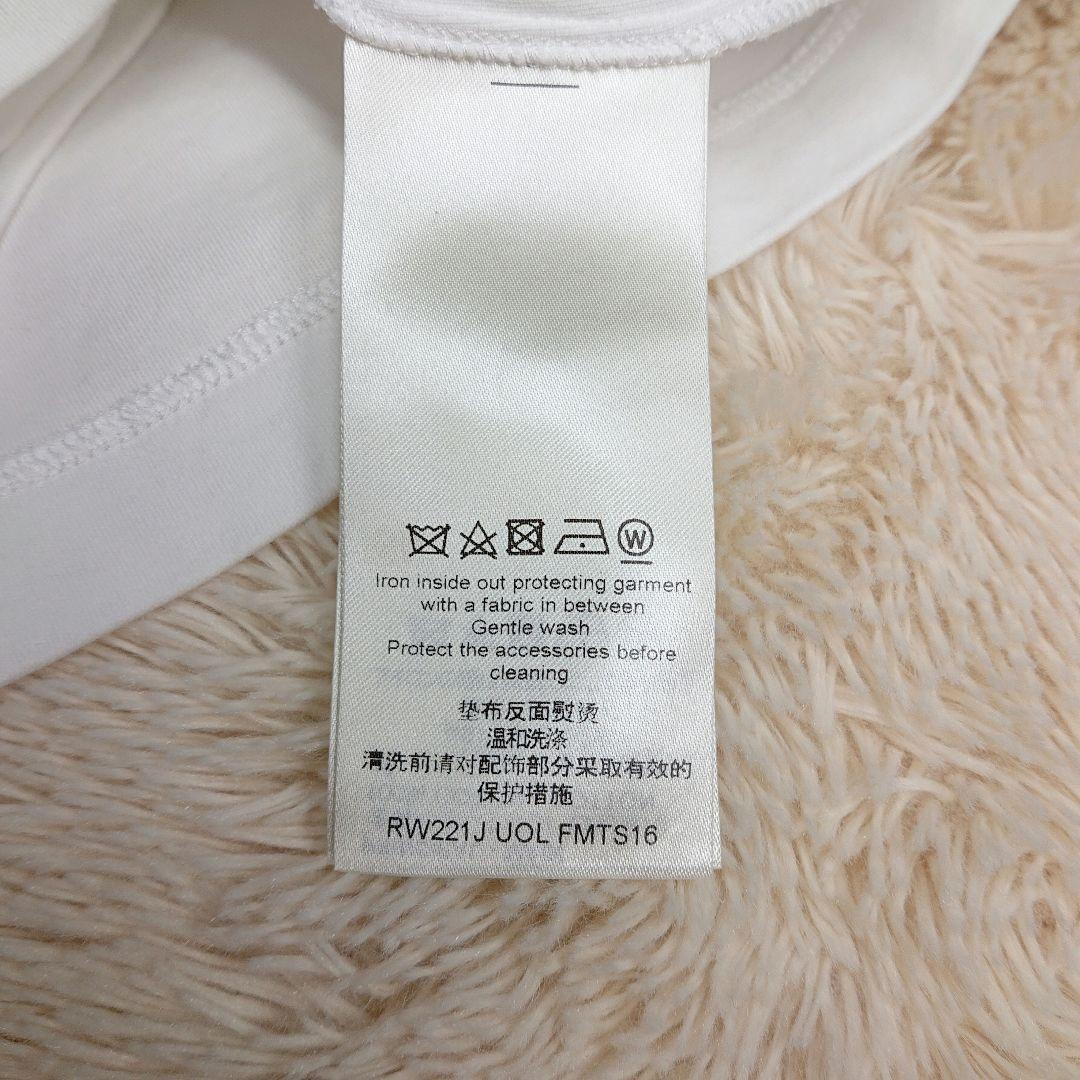 W
Iron inside out protecting garment
with a fabric in between
Gentle wash
Protect the accessories before
cleaning
垫布反面熨烫
温和洗涤
清洗前请对配饰部分采取有效的
保护措施
RW221J UOL FMTS16